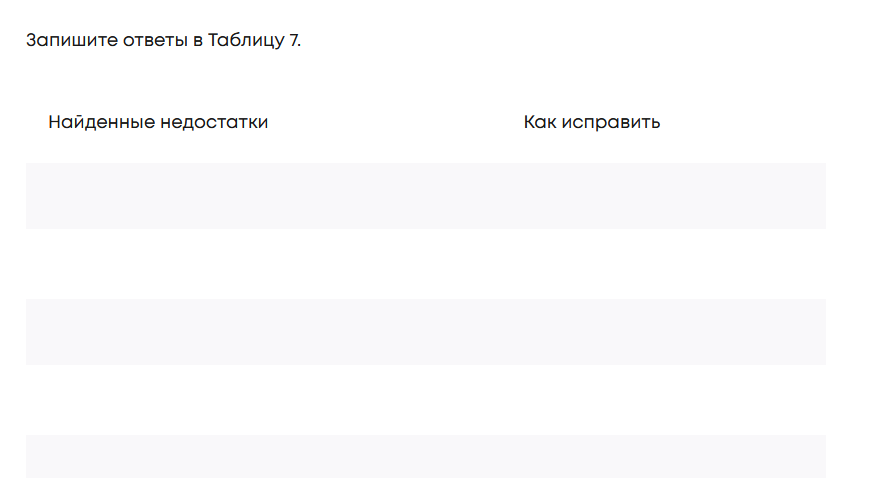 Запишите ответы в Таблицу 7.
Найденные недостатки
Как исправить